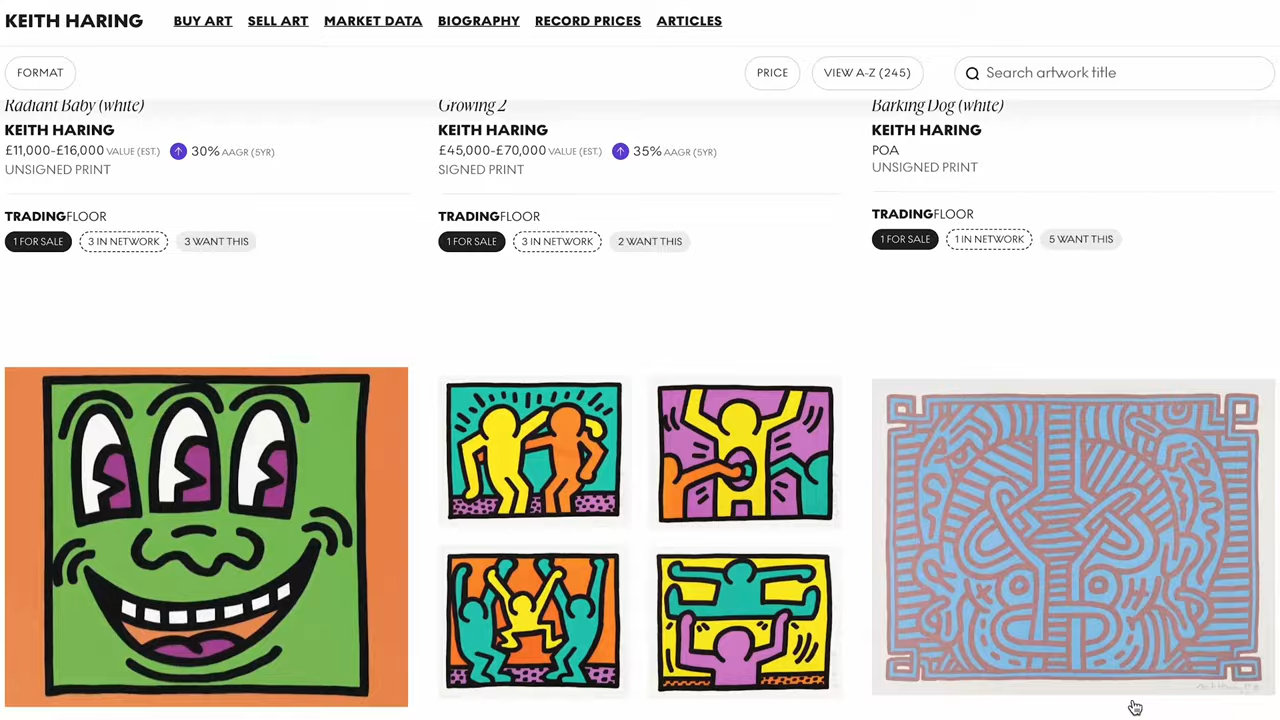 KEITH HARING BUY ART SELL ART MARKET DATA BIOGRAPHY RECORD PRICES ARTICLES
FORMAT PRICE VIEW A-Z (245) Search artwork title
Radiant Baby (white)
KEITH HARING
£11,000-£16,000 VALUE (EST.) 30% AAGR (5YR)
UNSIGNED PRINT
TRADINGFLOOR
1 FOR SALE 3 IN NETWORK 3 WANT THIS
Growing 2
KEITH HARING
£45,000-£70,000 VALUE (EST.) 35% AAGR (5YR)
SIGNED PRINT
TRADINGFLOOR
1 FOR SALE 3 IN NETWORK 2 WANT THIS
Barking Dog (white)
KEITH HARING
POA
UNSIGNED PRINT
TRADINGFLOOR
1 FOR SALE 1 IN NETWORK 5 WANT THIS